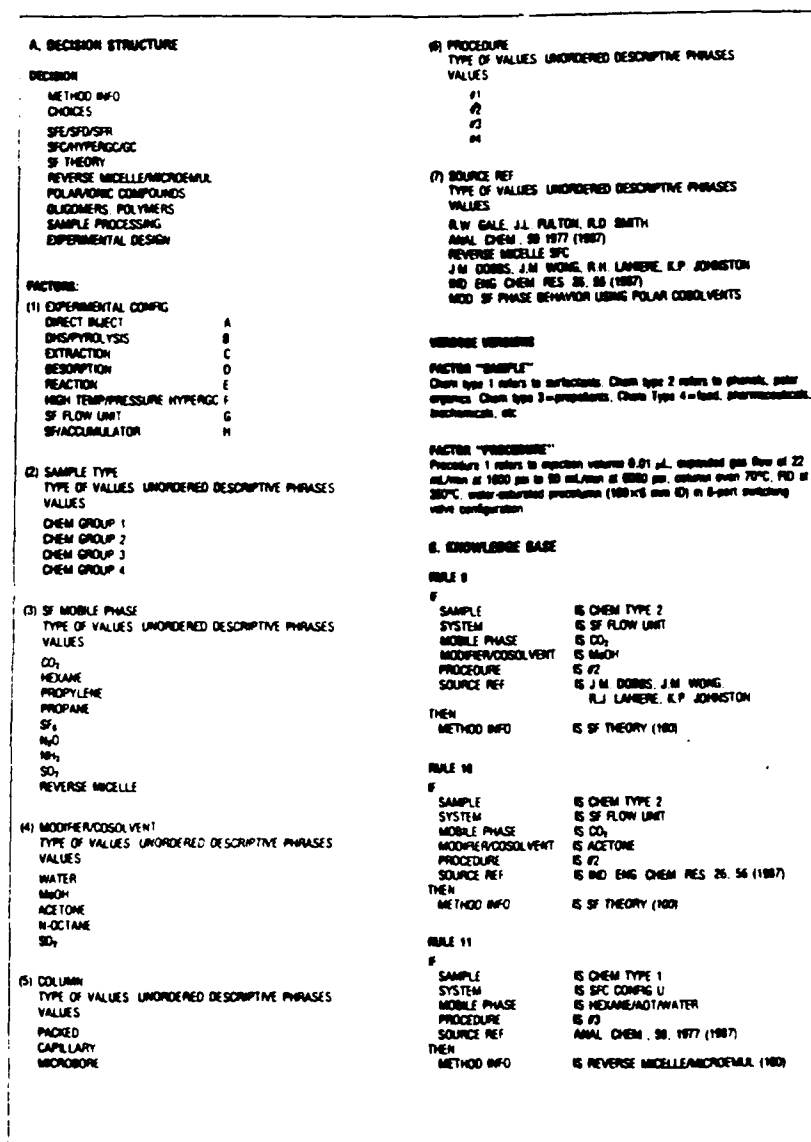 A. DECISION STRUCTURE
DECISION
METHOD INFO
CHOICES
SFE/SFD/SFR
SFC/HYPERGC/GC
SF THEORY
REVERSE MICELLE/MICROEMUL
POLAR/IONIC COMPOUNDS
OLIGOMERS, POLYMERS
SAMPLE PROCESSING
EXPERIMENTAL DESIGN
FACTORS:
(1) EXPERIMENTAL CONFIG
DIRECT INJECT A
DHS/PYROLYSIS B
EXTRACTION C
DESORPTION D
REACTION E
HIGH TEMP/PRESSURE HYPERGC F
SF FLOW UNIT G
SF/ACCUMULATOR H
(2) SAMPLE TYPE
TYPE OF VALUES UNORDERED DESCRIPTIVE PHRASES
VALUES
CHEM GROUP 1
CHEM GROUP 2
CHEM GROUP 3
CHEM GROUP 4
(3) SF MOBILE PHASE
TYPE OF VALUES UNORDERED DESCRIPTIVE PHRASES
VALUES
CO₂
HEXANE
PROPYLENE
PROPANE
SF₆
N₂O
NH₃
SO₂
REVERSE MICELLE
(4) MODIFIER/COSOLVENT
TYPE OF VALUES UNORDERED DESCRIPTIVE PHRASES
VALUES
WATER
MeOH
ACETONE
N-OCTANE
SO₂
(5) COLUMN
TYPE OF VALUES UNORDERED DESCRIPTIVE PHRASES
VALUES
PACKED
CAPILLARY
MICROBORE
(6) PROCEDURE
TYPE OF VALUES UNORDERED DESCRIPTIVE PHRASES
VALUES
#1
#2
#3
#4
(7) SOURCE REF
TYPE OF VALUES UNORDERED DESCRIPTIVE PHRASES
VALUES
R.W. GALE, J.L. FULTON, R.D SMITH
ANAL CHEM, 59 1977 (1987)
REVERSE MICELLE SFC
J.M. DOBBS, J.M. WONG, R.H. LAHIERE, K.P. JOHNSTON
IND ENG CHEM RES 26, 56 (1987)
MOD SF PHASE BEHAVIOR USING POLAR COSOLVENTS
VERBOSE VERSIONS
FACTOR "SAMPLE"
Chem type 1 refers to surfactants. Chem type 2 refers to phenols, polar
organics. Chem type 3=propellants, Chem Type 4=food, pharmaceuticals,
biochemicals, etc
FACTOR "PROCEDURE"
Procedure 1 refers to injection volume 0.01 μL, expanded gas flow of 22
mL/min at 1600 psi to 90 mL/min at psi, column oven 70°C, FID at
°C, water-saturated precolumn in 6-port switching
valve configuration
B. KNOWLEDGE BASE
RULE 9
IF
SAMPLE IS CHEM TYPE 2
SYSTEM IS SF FLOW UNIT
MOBILE PHASE IS CO₂
MODIFIER/COSOLVENT IS MeOH
PROCEDURE IS #2
SOURCE REF IS J.M. DOBBS, J.M. WONG,
R.J. LAHIERE, K.P. JOHNSTON
THEN
METHOD INFO IS SF THEORY (100)
RULE 10
IF
SAMPLE IS CHEM TYPE 2
SYSTEM IS SF FLOW UNIT
MOBILE PHASE IS CO₂
MODIFIER/COSOLVENT IS ACETONE
PROCEDURE IS #2
SOURCE REF IS IND ENG CHEM RES 26, 56 (1987)
THEN
METHOD INFO IS SF THEORY (100)
RULE 11
IF
SAMPLE IS CHEM TYPE 1
SYSTEM IS SFC CONFIG U
MOBILE PHASE IS HEXANE/AOT/WATER
PROCEDURE IS #3
SOURCE REF ANAL CHEM, 59, 1977 (1987)
THEN
METHOD INFO IS REVERSE MICELLE/MICROEMUL (100)